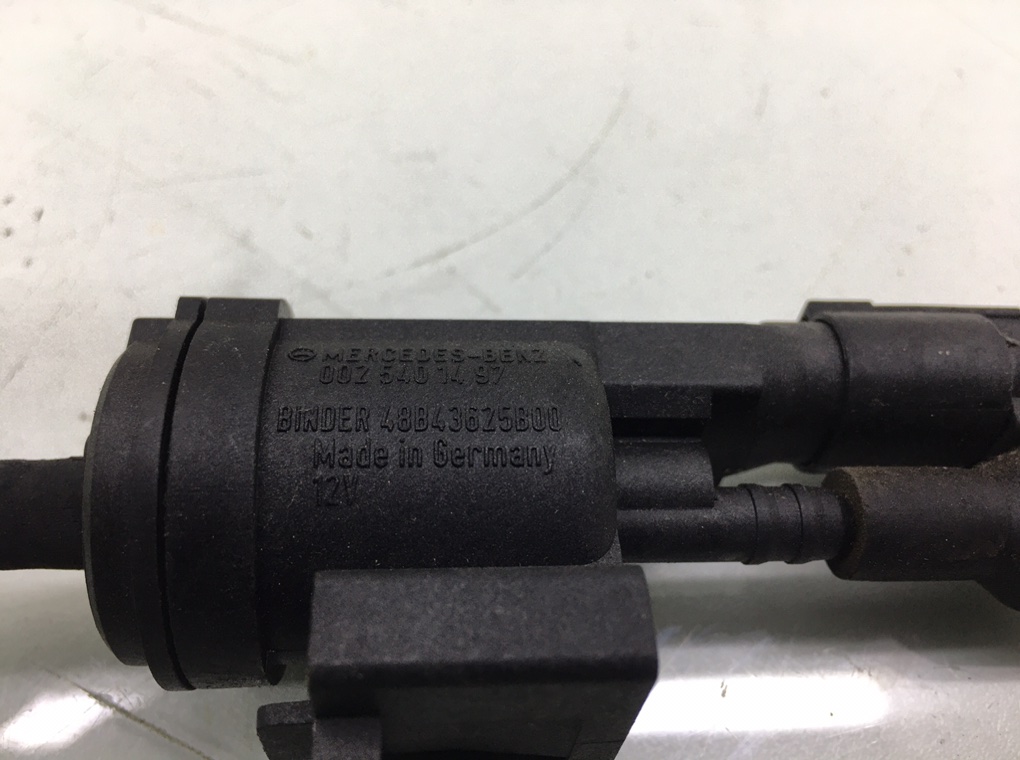 MERCEDES-BENZ
002 540 14 97
BINDER 48B43625B00
Made in Germany
12V